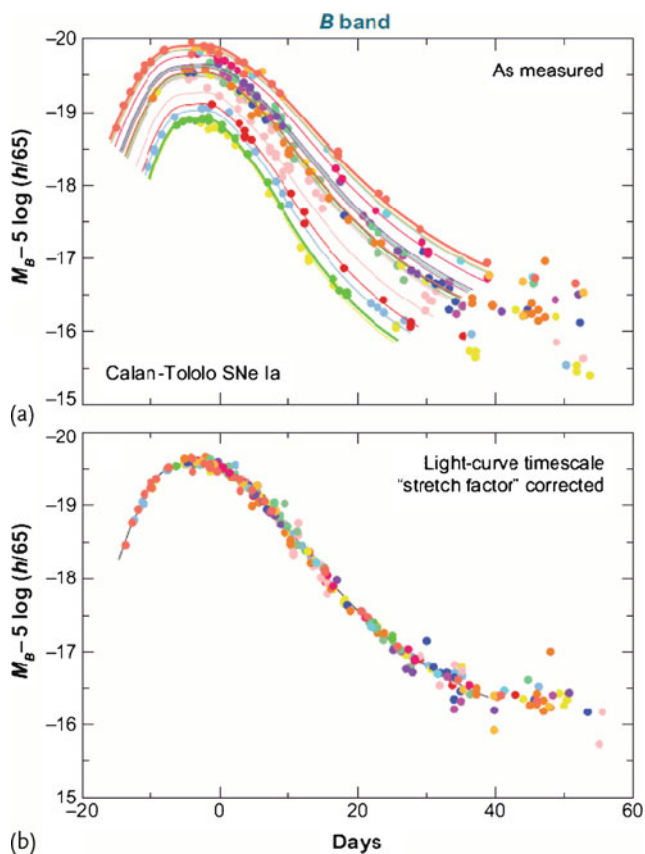 B band
As measured
M_B – 5 log (h/65)
–20
–19
–18
–17
–16
–15
Calan-Tololo SNe Ia
(a)
Light-curve timescale
"stretch factor" corrected
M_B – 5 log (h/65)
–20
–19
–18
–17
–16
15
–20
0
20
40
60
(b)
Days